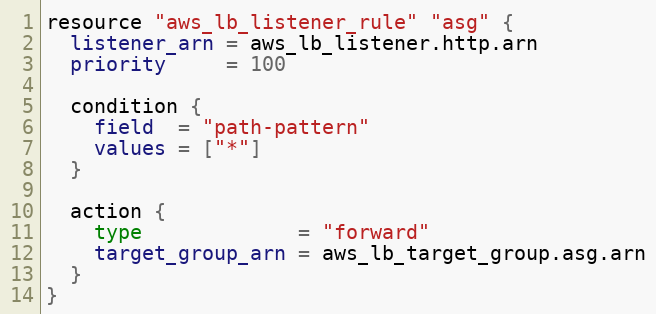 1 resource "aws_lb_listener_rule" "asg" {
2   listener_arn = aws_lb_listener.http.arn
3   priority     = 100
4
5   condition {
6     field  = "path-pattern"
7     values = ["*"]
8   }
9
10   action {
11     type             = "forward"
12     target_group_arn = aws_lb_target_group.asg.arn
13   }
14 }